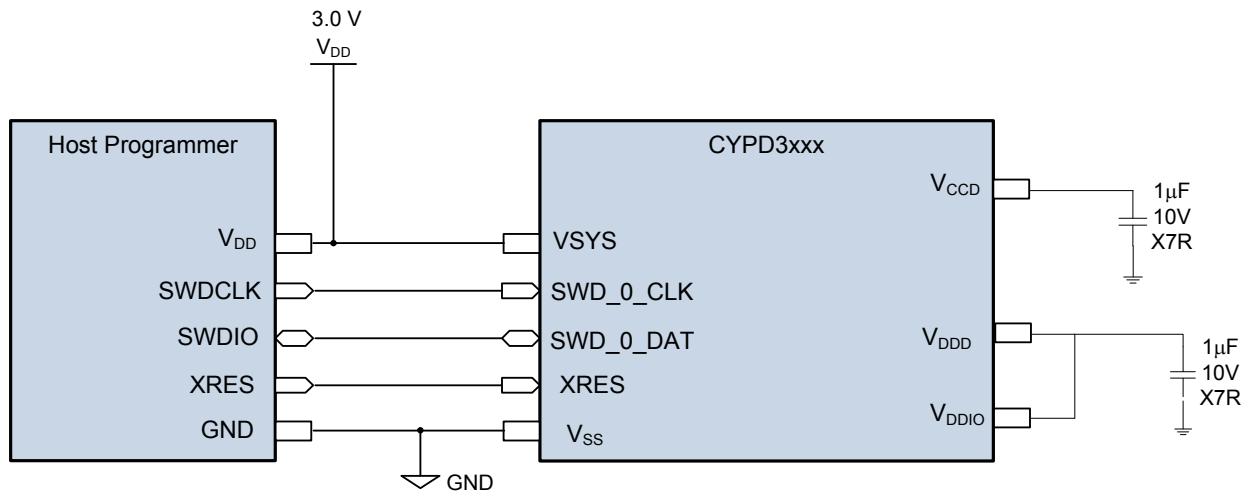 3.0 V
VDD
Host Programmer
VDD
SWDCLK
SWDIO
XRES
GND
GND
CYPD3xxx
VSYS
SWD_0_CLK
SWD_0_DAT
XRES
VSS
VCCD
VDDD
VDDIO
1μF
10V
X7R
1μF
10V
X7R